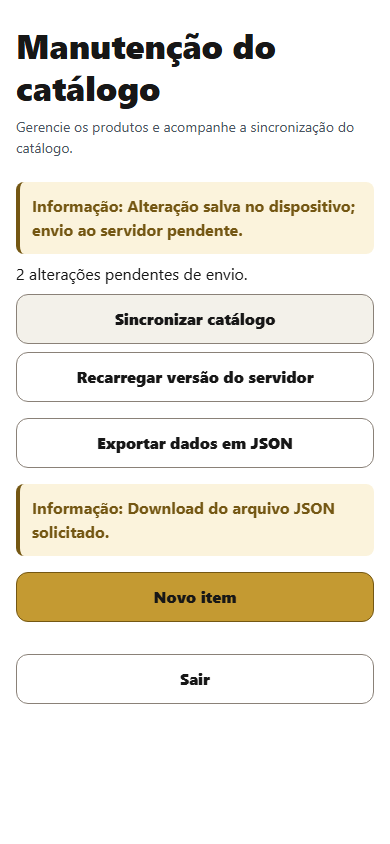 Manutenção do
catálogo
Gerencie os produtos e acompanhe a sincronização do
catálogo.
Informação: Alteração salva no dispositivo;
envio ao servidor pendente.
2 alterações pendentes de envio.
Sincronizar catálogo
Recarregar versão do servidor
Exportar dados em JSON
Informação: Download do arquivo JSON
solicitado.
Novo item
Sair